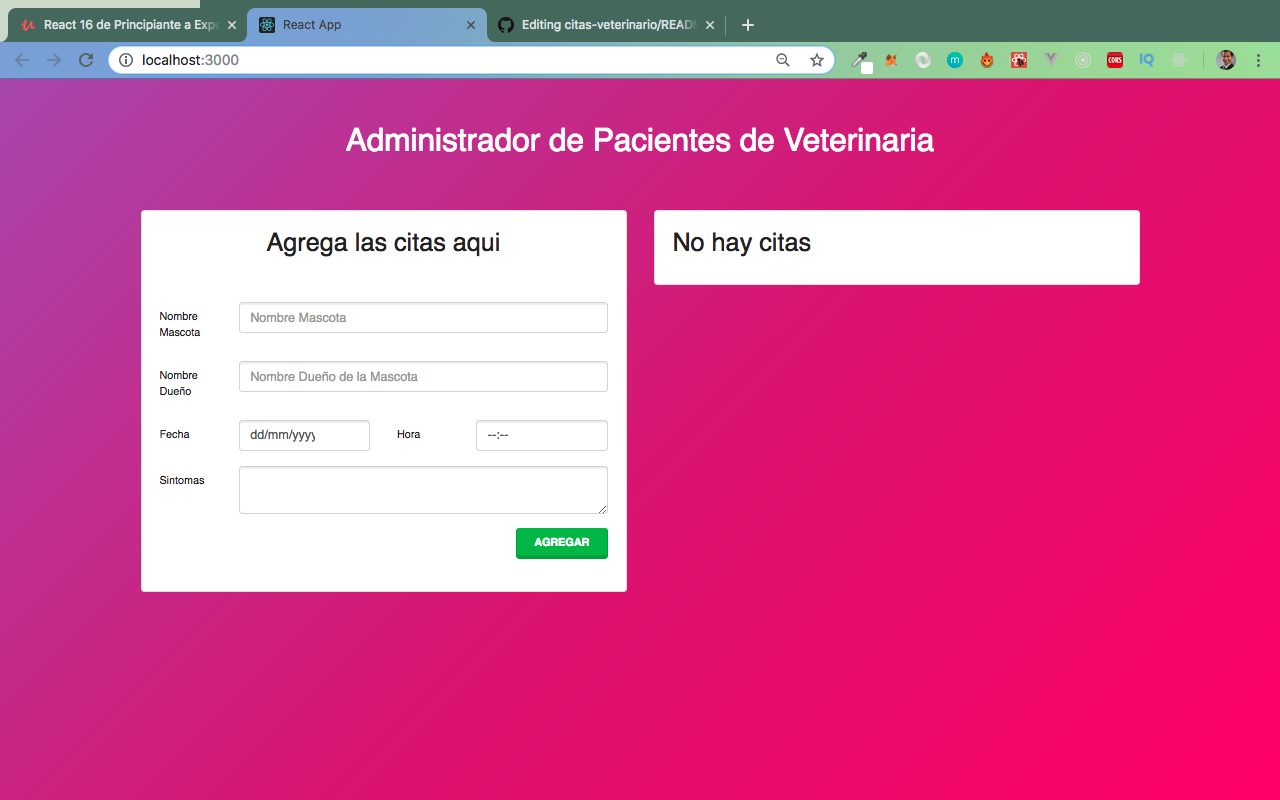 React 16 de Principiante a Expe
React App
Editing citas-veterinario/READM
localhost:3000
m
CORS
IQ
Administrador de Pacientes de Veterinaria
Agrega las citas aqui
No hay citas
Nombre Mascota
Nombre Mascota
Nombre Dueño
Nombre Dueño de la Mascota
Fecha
dd/mm/yyyy
Hora
--:--
Sintomas
AGREGAR